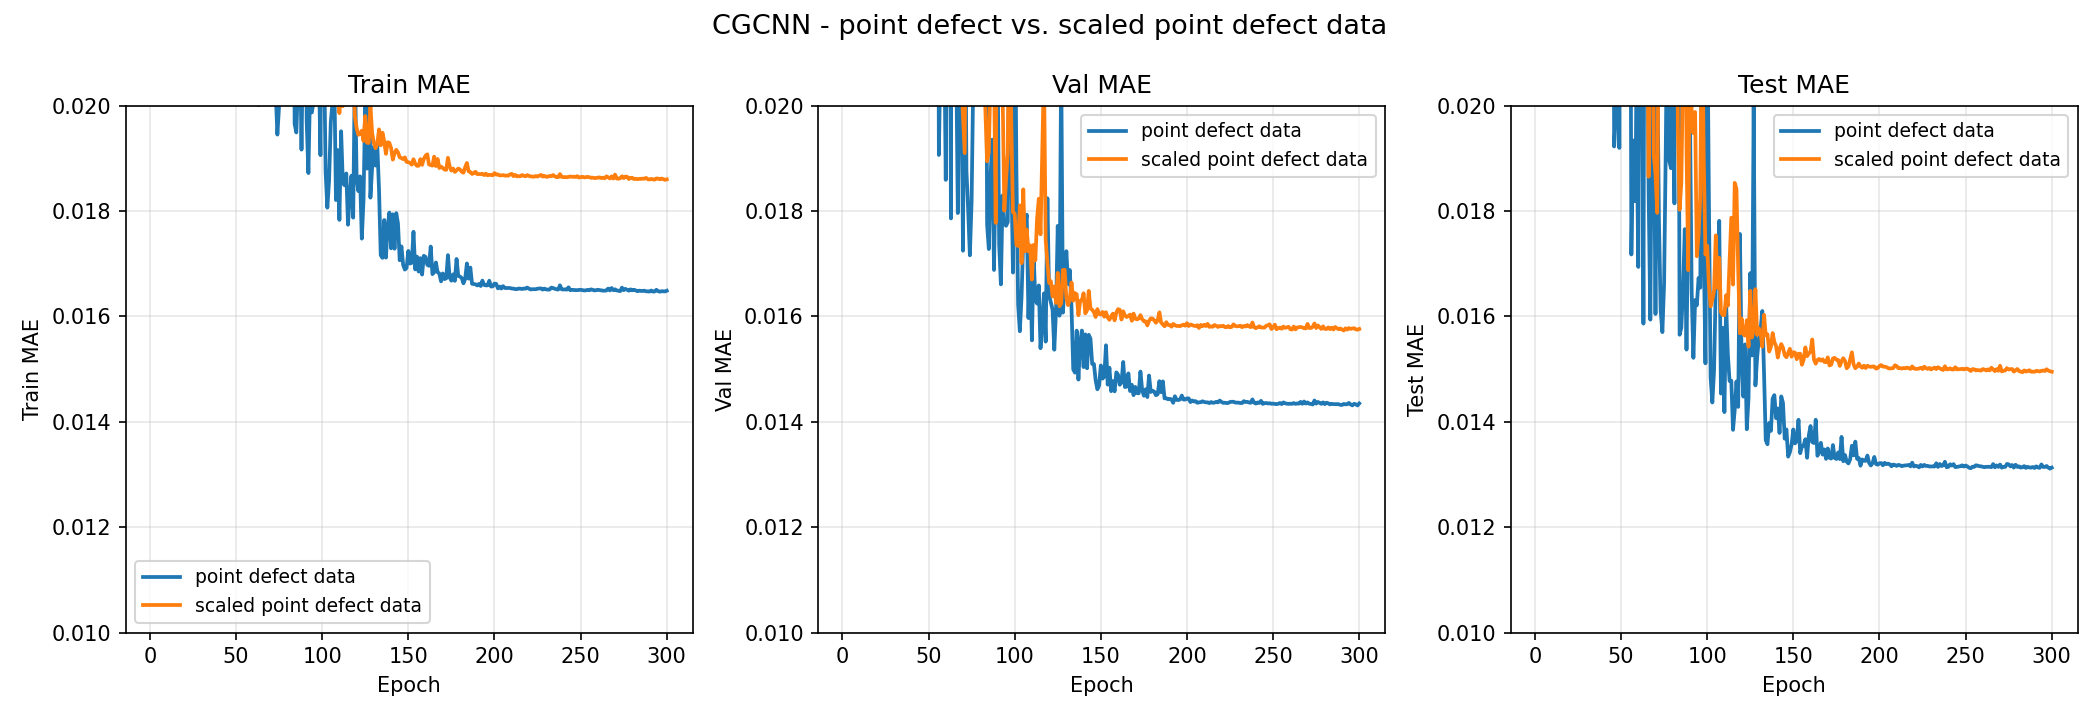 CGCNN - point defect vs. scaled point defect data
Train MAE
Train MAE
0.020
0.018
0.016
0.014
0.012
0.010
point defect data
scaled point defect data
0
50
100
150
200
250
300
Epoch
Val MAE
Val MAE
0.020
0.018
0.016
0.014
0.012
0.010
point defect data
scaled point defect data
0
50
100
150
200
250
300
Epoch
Test MAE
Test MAE
0.020
0.018
0.016
0.014
0.012
0.010
point defect data
scaled point defect data
0
50
100
150
200
250
300
Epoch